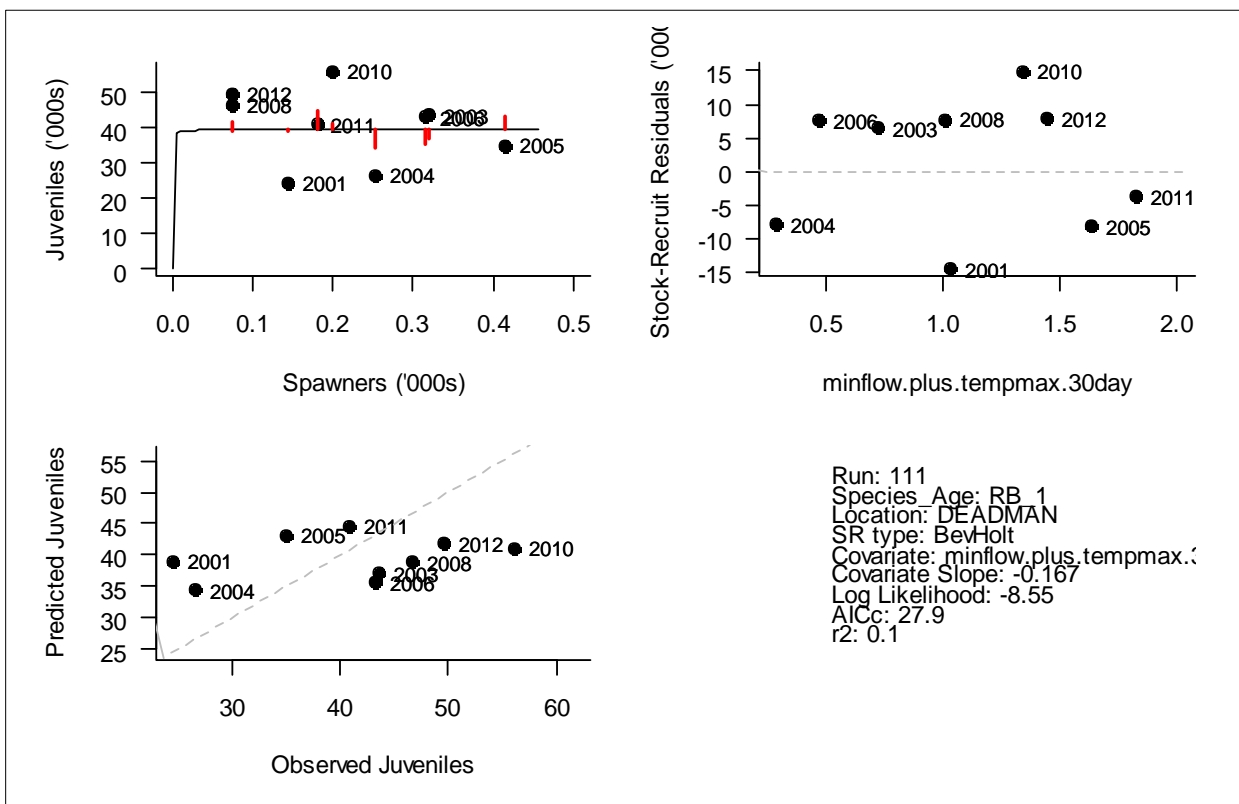 Juveniles ('000s)
50
40
30
20
10
0
2010
2012
2008
2011
2003
2006
2005
2004
2001
0.0 0.1 0.2 0.3 0.4 0.5
Spawners ('000s)
Stock-Recruit Residuals ('00
15
10
5
0
-5
-10
-15
2010
2006
2003
2008
2012
2004
2011
2005
2001
0.5 1.0 1.5 2.0
minflow.plus.tempmax.30day
Predicted Juveniles
55
50
45
40
35
30
25
2001
2004
2005
2011
2012
2010
2008
2003
2006
30 40 50 60
Observed Juveniles
Run: 111
Species_Age: RB_1
Location: DEADMAN
SR type: BevHolt
Covariate: minflow.plus.tempmax.3
Covariate Slope: -0.167
Log Likelihood: -8.55
AICc: 27.9
r2: 0.1